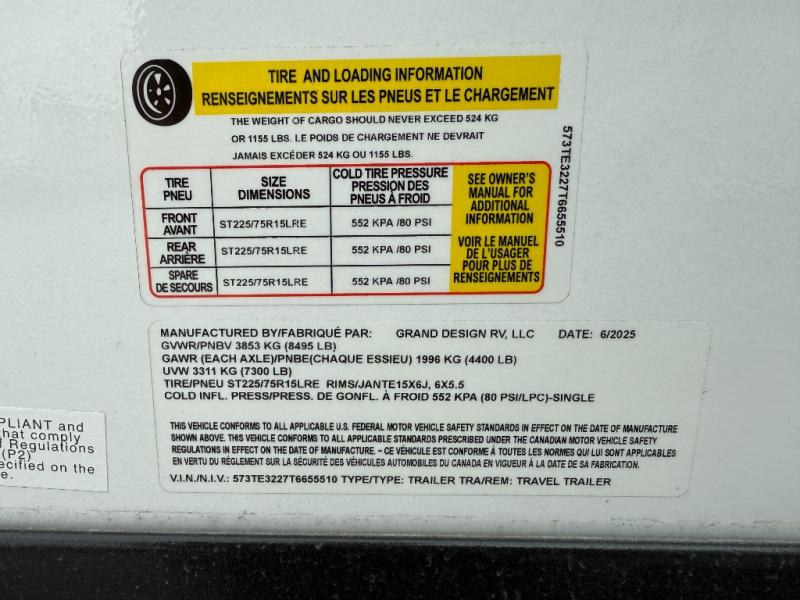 TIRE AND LOADING INFORMATION
RENSEIGNEMENTS SUR LES PNEUS ET LE CHARGEMENT
THE WEIGHT OF CARGO SHOULD NEVER EXCEED 524 KG
OR 1155 LBS. LE POIDS DE CHARGEMENT NE DEVRAIT
JAMAIS EXCÉDER 524 KG OU 1155 LBS.
TIRE
PNEU
SIZE
DIMENSIONS
COLD TIRE PRESSURE
PRESSION DES
PNEUS À FROID
FRONT
AVANT
ST225/75R15LRE
552 KPA /80 PSI
REAR
ARRIÈRE
ST225/75R15LRE
552 KPA /80 PSI
SPARE
DE SECOURS
ST225/75R15LRE
552 KPA /80 PSI
SEE OWNER'S
MANUAL FOR
ADDITIONAL
INFORMATION
VOIR LE MANUEL
DE L'USAGER
POUR PLUS DE
RENSEIGNEMENTS
573TE3227T6655510
MANUFACTURED BY/FABRIQUÉ PAR: GRAND DESIGN RV, LLC DATE: 6/2025
GVWR/PNBV 3853 KG (8495 LB)
GAWR (EACH AXLE)/PNBE(CHAQUE ESSIEU) 1996 KG (4400 LB)
UVW 3311 KG (7300 LB)
TIRE/PNEU ST225/75R15LRE RIMS/JANTE15X6J, 6X5.5
COLD INFL. PRESS/PRESS. DE GONFL. À FROID 552 KPA (80 PSI/LPC)-SINGLE
THIS VEHICLE CONFORMS TO ALL APPLICABLE U.S. FEDERAL MOTOR VEHICLE SAFETY STANDARDS IN EFFECT ON THE DATE OF MANUFACTURE
SHOWN ABOVE. THIS VEHICLE CONFORMS TO ALL APPLICABLE STANDARDS PRESCRIBED UNDER THE CANADIAN MOTOR VEHICLE SAFETY
REGULATIONS IN EFFECT ON THE DATE OF MANUFACTURE. - CE VÉHICULE EST CONFORME À TOUTES LES NORMES QUI LUI SONT APPLICABLES
EN VERTU DU RÈGLEMENT SUR LA SÉCURITÉ DES VÉHICULES AUTOMOBILES DU CANADA EN VIGUEUR À LA DATE DE SA FABRICATION.
V.I.N./N.I.V.: 573TE3227T6655510 TYPE/TYPE: TRAILER TRA/REM: TRAVEL TRAILER
PLIANT and
that comply
Regulations
(P2)
ecified on the